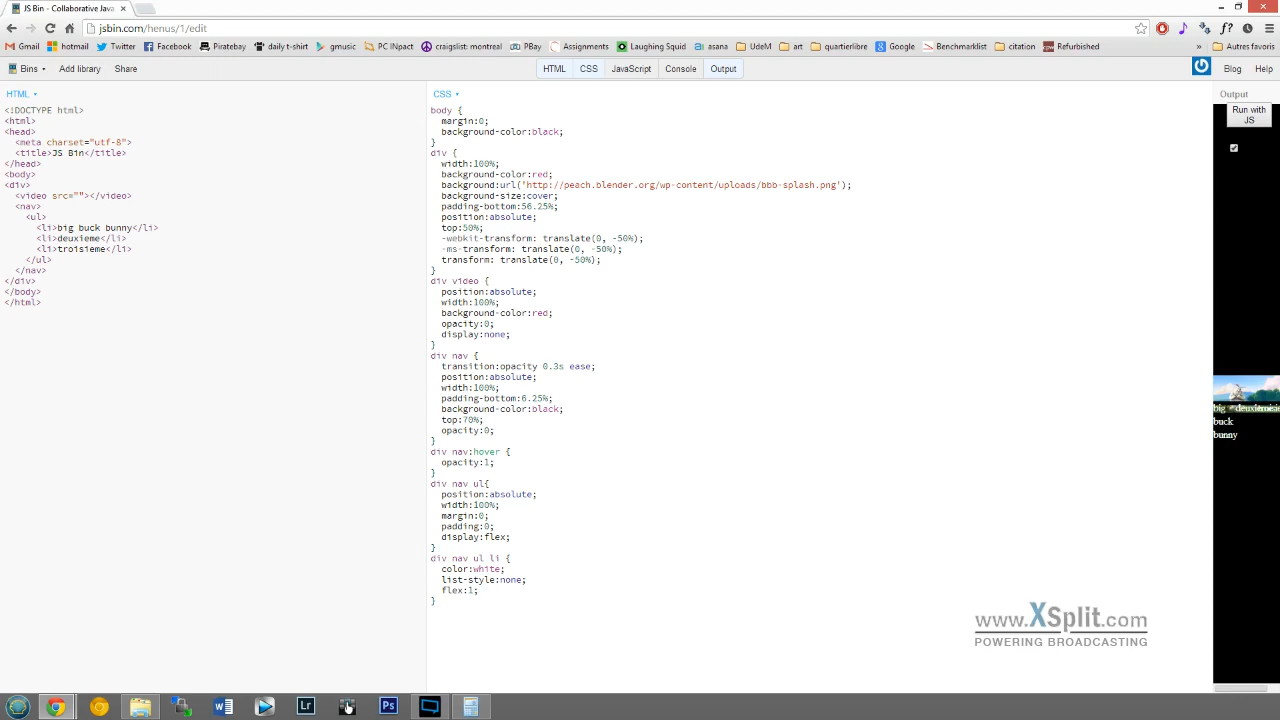 JS Bin - Collaborative Java
jsbin.com/henus/1/edit
Gmail hotmail Twitter Facebook Piratebay daily t-shirt gmusic PC INpact craigslist: montreal PBay Assignments Laughing Squid asana UdeM art quartierlibre Google Benchmarklist citation Refurbished » Autres favoris
Bins Add library Share HTML CSS JavaScript Console Output Blog Help
HTML
<!DOCTYPE html>
<html>
<head>
<meta charset="utf-8">
<title>JS Bin</title>
</head>
<body>
<div>
<video src=""></video>
<nav>
<ul>
<li>big buck bunny</li>
<li>deuxieme</li>
<li>troisieme</li>
</ul>
</nav>
</div>
</body>
</html>
CSS
body {
margin:0;
background-color:black;
}
div {
width:100%;
background-color:red;
background:url('http://peach.blender.org/wp-content/uploads/bbb-splash.png');
background-size:cover;
padding-bottom:56.25%;
position:absolute;
top:50%;
-webkit-transform: translate(0, -50%);
-ms-transform: translate(0, -50%);
transform: translate(0, -50%);
}
div video {
position:absolute;
width:100%;
background-color:red;
opacity:0;
display:none;
}
div nav {
transition:opacity 0.3s ease;
position:absolute;
width:100%;
padding-bottom:6.25%;
background-color:black;
top:70%;
opacity:0;
}
div nav:hover {
opacity:1;
}
div nav ul{
position:absolute;
width:100%;
margin:0;
padding:0;
display:flex;
}
div nav ul li {
color:white;
list-style:none;
flex:1;
}
Output
Run with
JS
big
buck
bunny
www.XSplit.com
POWERING BROADCASTING
Lr
Ps